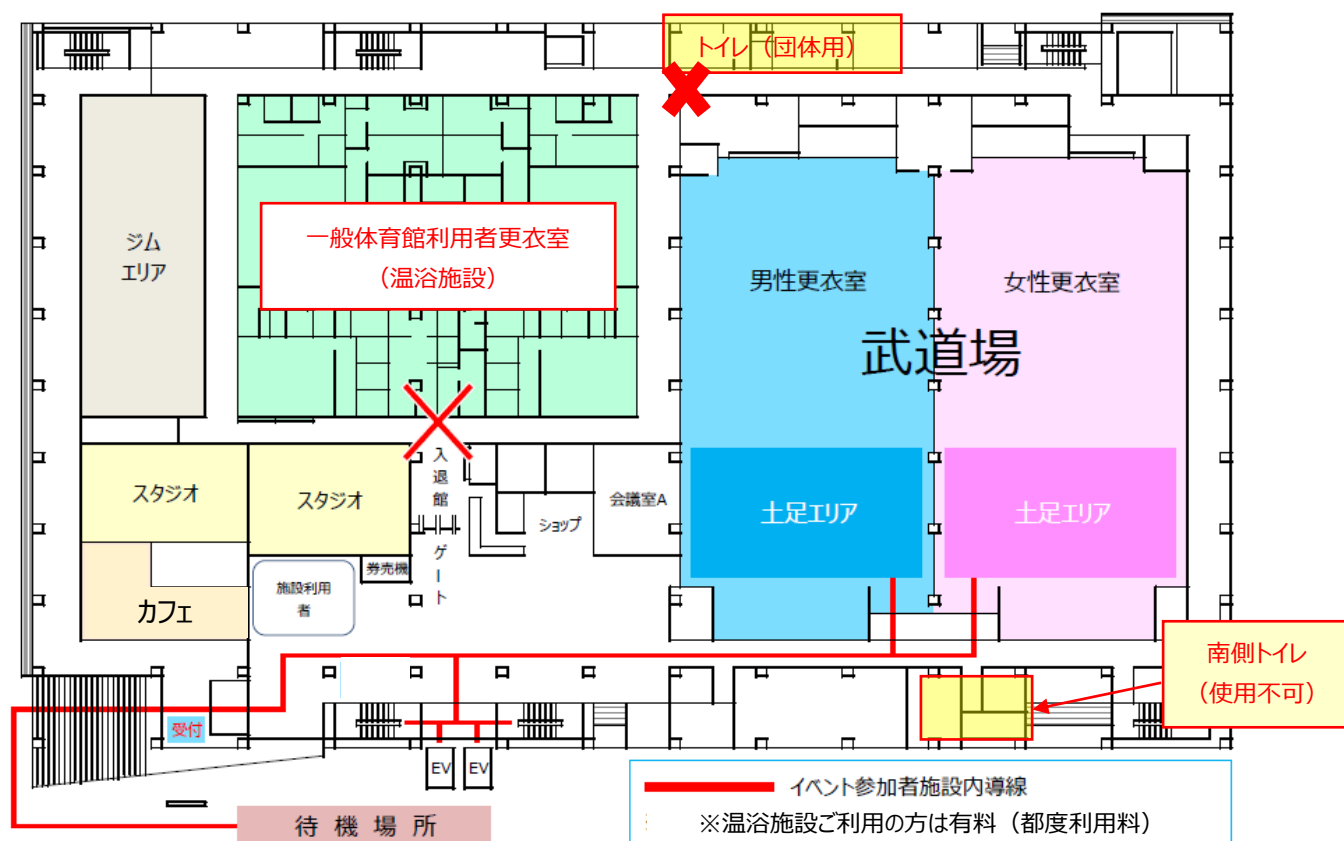 トイレ（団体用）
ジム
エリア
一般体育館利用者更衣室
（温浴施設）
男性更衣室
女性更衣室
武道場
スタジオ
スタジオ
入退館ゲート
ショップ
会議室A
土足エリア
土足エリア
券売機
施設利用
者
カフェ
南側トイレ
（使用不可）
受付
EV
EV
待機場所
イベント参加者施設内導線
※温浴施設ご利用の方は有料（都度利用料）